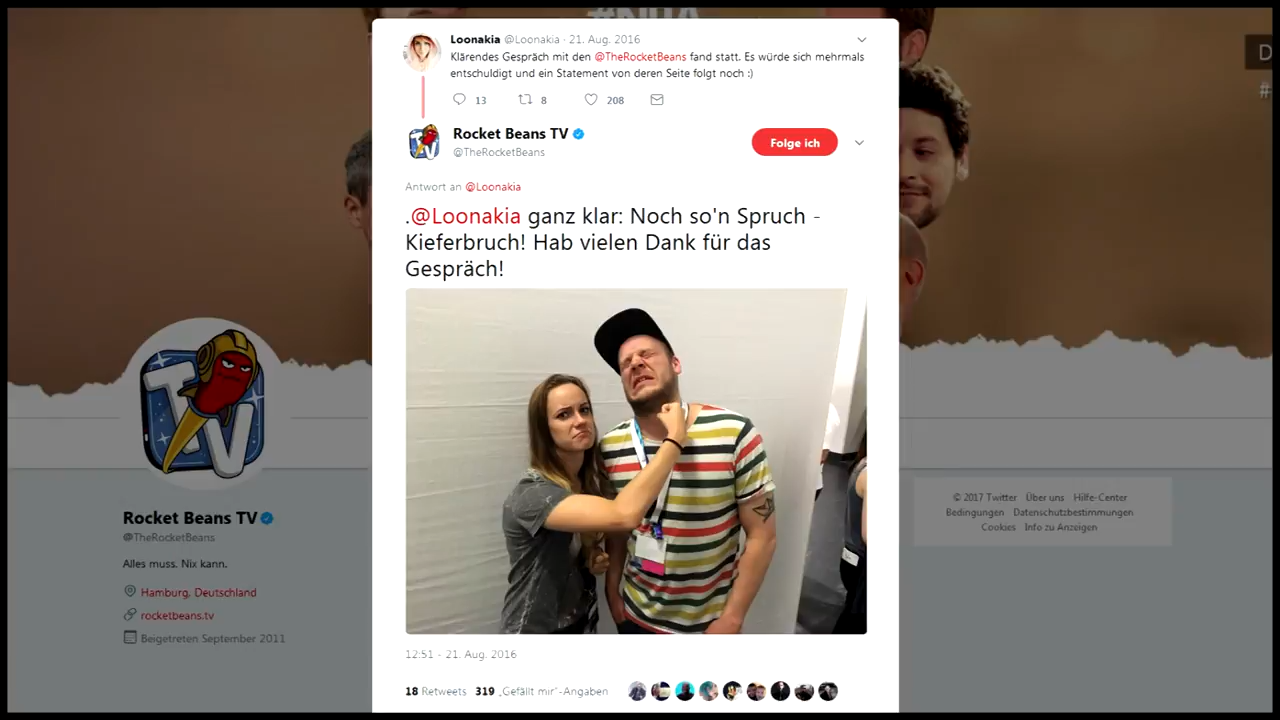 Loonakia @Loonakia · 21. Aug. 2016
Klärendes Gespräch mit den @TheRocketBeans fand statt. Es würde sich mehrmals
entschuldigt und ein Statement von deren Seite folgt noch :)
13 8 208
Rocket Beans TV
@TheRocketBeans
Folge ich
Antwort an @Loonakia
.@Loonakia ganz klar: Noch so'n Spruch -
Kieferbruch! Hab vielen Dank für das
Gespräch!
12:51 - 21. Aug. 2016
18 Retweets 319 „Gefällt mir"-Angaben
TV
Rocket Beans TV
@TheRocketBeans
Alles muss. Nix kann.
Hamburg, Deutschland
rocketbeans.tv
Beigetreten September 2011
© 2017 Twitter Über uns Hilfe-Center
Bedingungen Datenschutzbestimmungen
Cookies Info zu Anzeigen